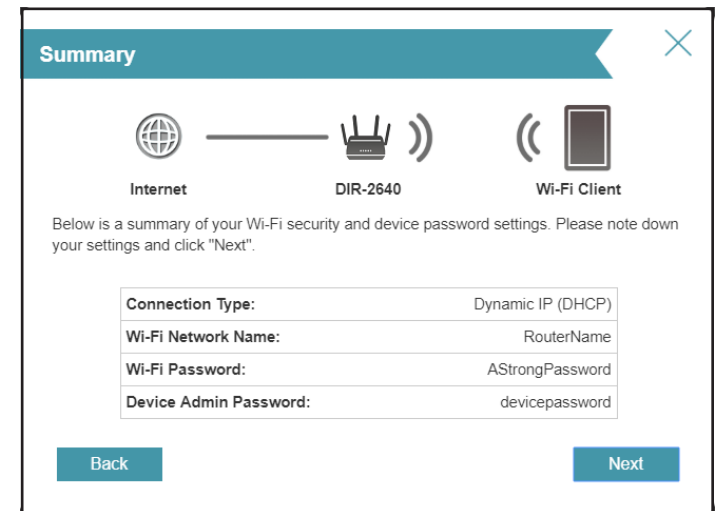 Summary
Internet DIR-2640 Wi-Fi Client
Below is a summary of your Wi-Fi security and device password settings. Please note down
your settings and click "Next".
Connection Type: Dynamic IP (DHCP)
Wi-Fi Network Name: RouterName
Wi-Fi Password: AStrongPassword
Device Admin Password: devicepassword
Back Next